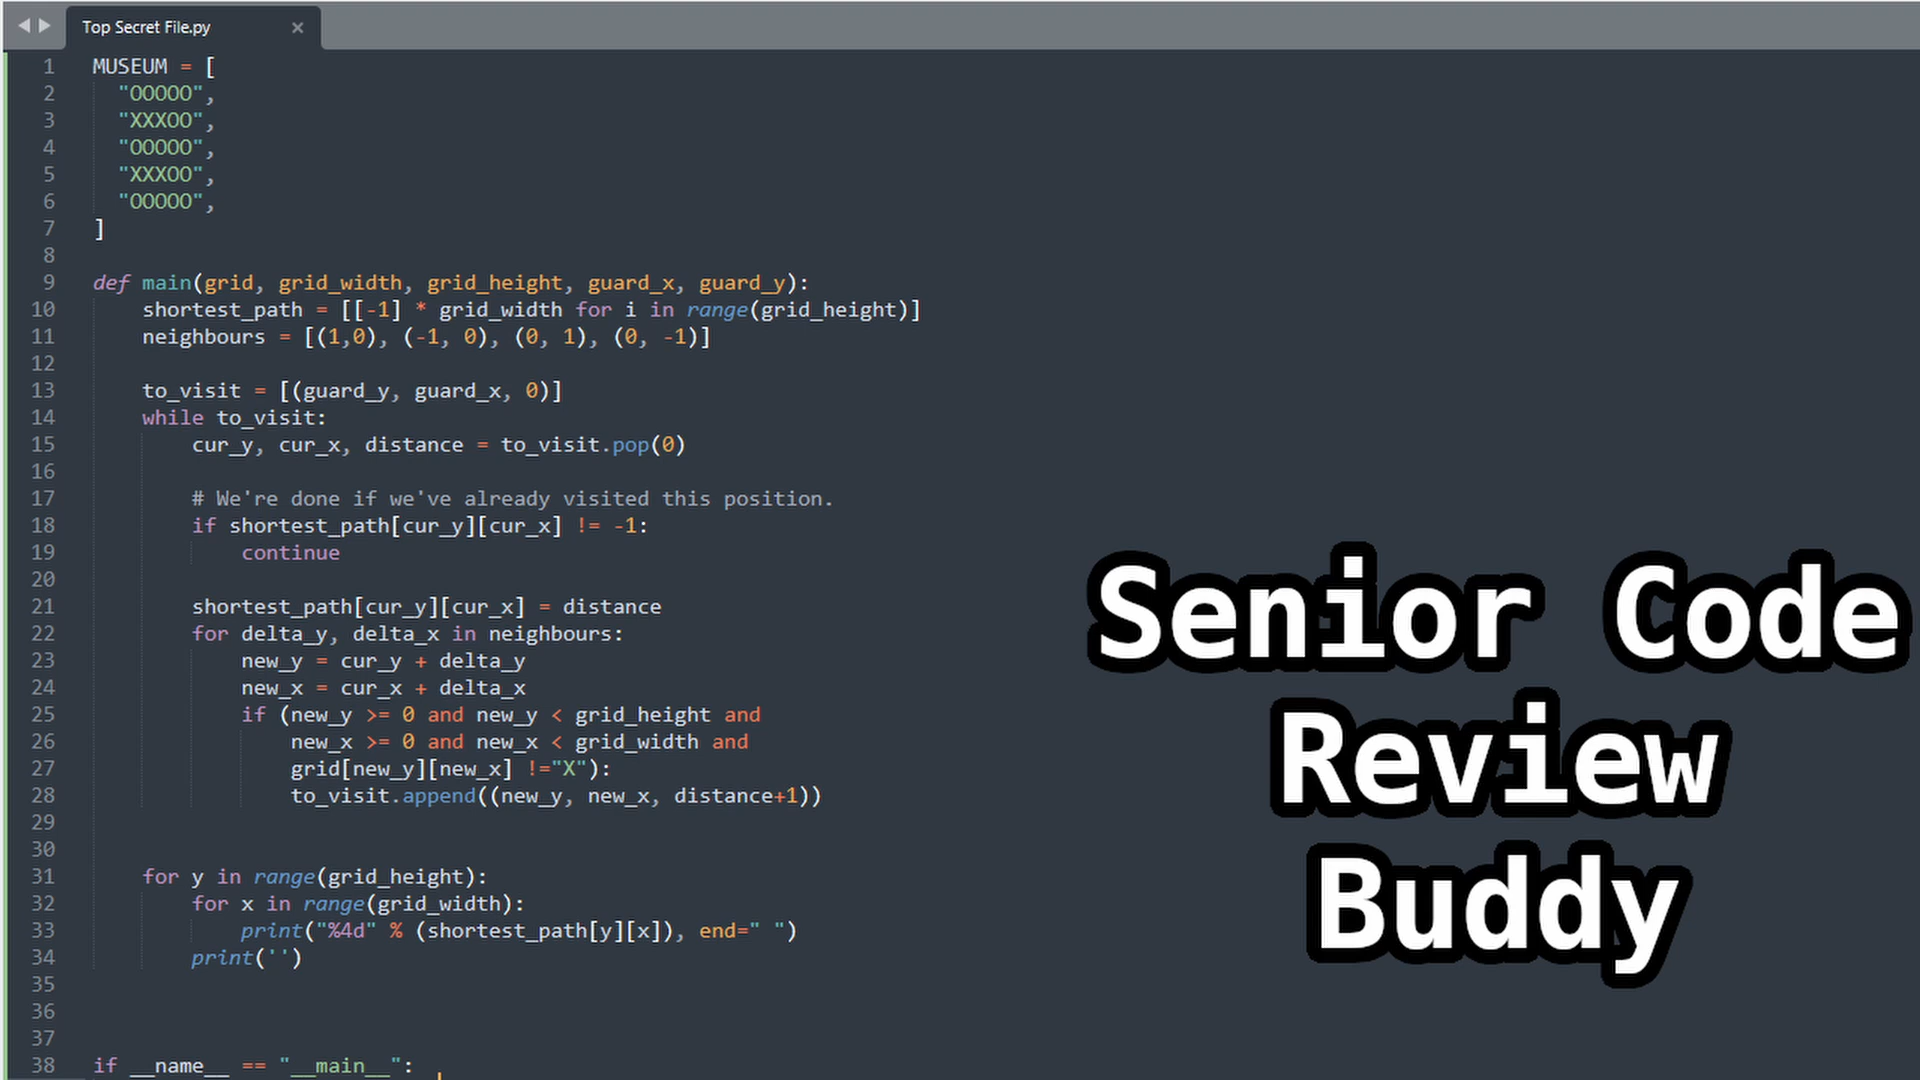 Top Secret File.py
1 MUSEUM = [
2 "OOOOO",
3 "XXXOO",
4 "OOOOO",
5 "XXXOO",
6 "OOOOO",
7 ]
8
9 def main(grid, grid_width, grid_height, guard_x, guard_y):
10 shortest_path = [[-1] * grid_width for i in range(grid_height)]
11 neighbours = [(1,0), (-1, 0), (0, 1), (0, -1)]
12
13 to_visit = [(guard_y, guard_x, 0)]
14 while to_visit:
15 cur_y, cur_x, distance = to_visit.pop(0)
16
17 # We're done if we've already visited this position.
18 if shortest_path[cur_y][cur_x] != -1:
19 continue
20
21 shortest_path[cur_y][cur_x] = distance
22 for delta_y, delta_x in neighbours:
23 new_y = cur_y + delta_y
24 new_x = cur_x + delta_x
25 if (new_y >= 0 and new_y < grid_height and
26 new_x >= 0 and new_x < grid_width and
27 grid[new_y][new_x] !="X"):
28 to_visit.append((new_y, new_x, distance+1))
29
30
31 for y in range(grid_height):
32 for x in range(grid_width):
33 print("%4d" % (shortest_path[y][x]), end=" ")
34 print('')
35
36
37
38 if __name__ == "__main__":
Senior Code
Review
Buddy